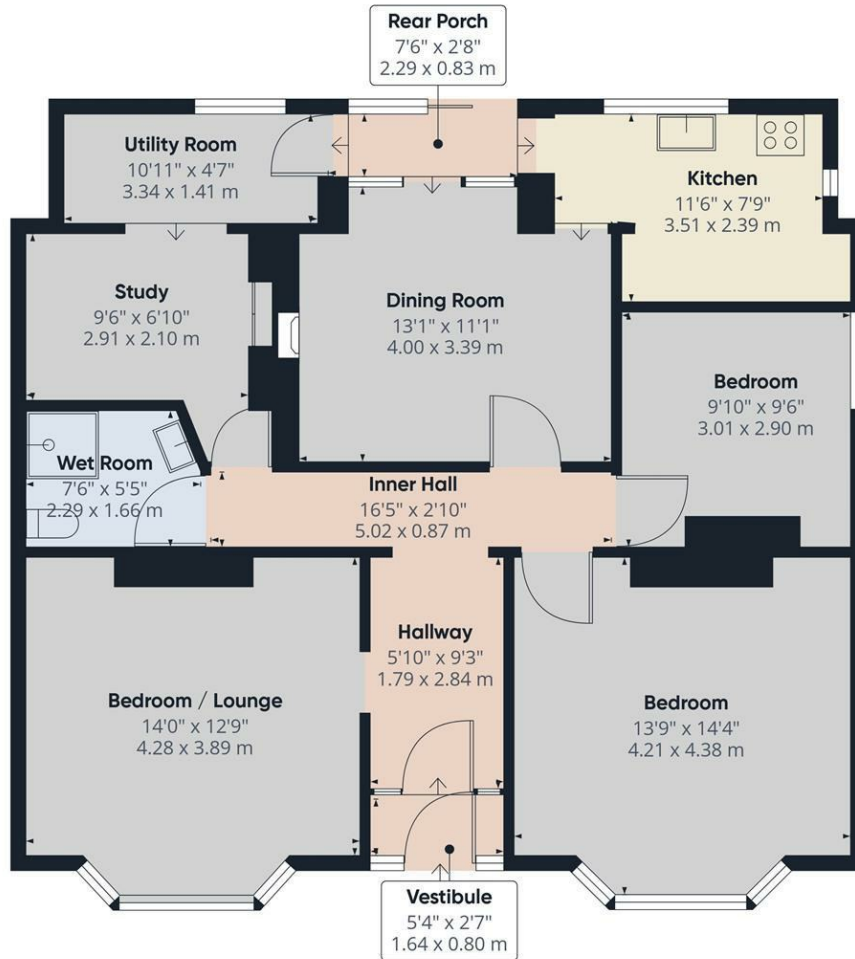 Rear Porch
7'6" x 2'8"
2.29 x 0.83 m
Utility Room
10'11" x 4'7"
3.34 x 1.41 m
Kitchen
11'6" x 7'9"
3.51 x 2.39 m
Study
9'6" x 6'10"
2.91 x 2.10 m
Dining Room
13'1" x 11'1"
4.00 x 3.39 m
Bedroom
9'10" x 9'6"
3.01 x 2.90 m
Wet Room
7'6" x 5'5"
2.29 x 1.66 m
Inner Hall
16'5" x 2'10"
5.02 x 0.87 m
Hallway
5'10" x 9'3"
1.79 x 2.84 m
Bedroom / Lounge
14'0" x 12'9"
4.28 x 3.89 m
Bedroom
13'9" x 14'4"
4.21 x 4.38 m
Vestibule
5'4" x 2'7"
1.64 x 0.80 m